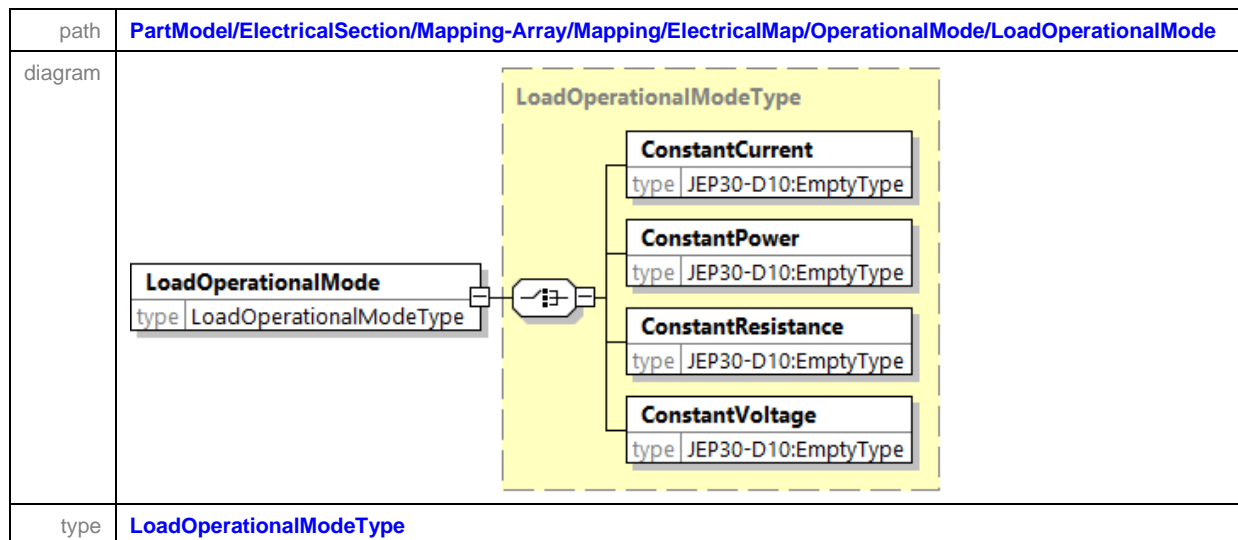 path PartModel/ElectricalSection/Mapping-Array/Mapping/ElectricalMap/OperationalMode/LoadOperationalMode
diagram
LoadOperationalModeType
ConstantCurrent
type JEP30-D10:EmptyType
ConstantPower
type JEP30-D10:EmptyType
LoadOperationalMode
type LoadOperationalModeType
ConstantResistance
type JEP30-D10:EmptyType
ConstantVoltage
type JEP30-D10:EmptyType
type LoadOperationalModeType